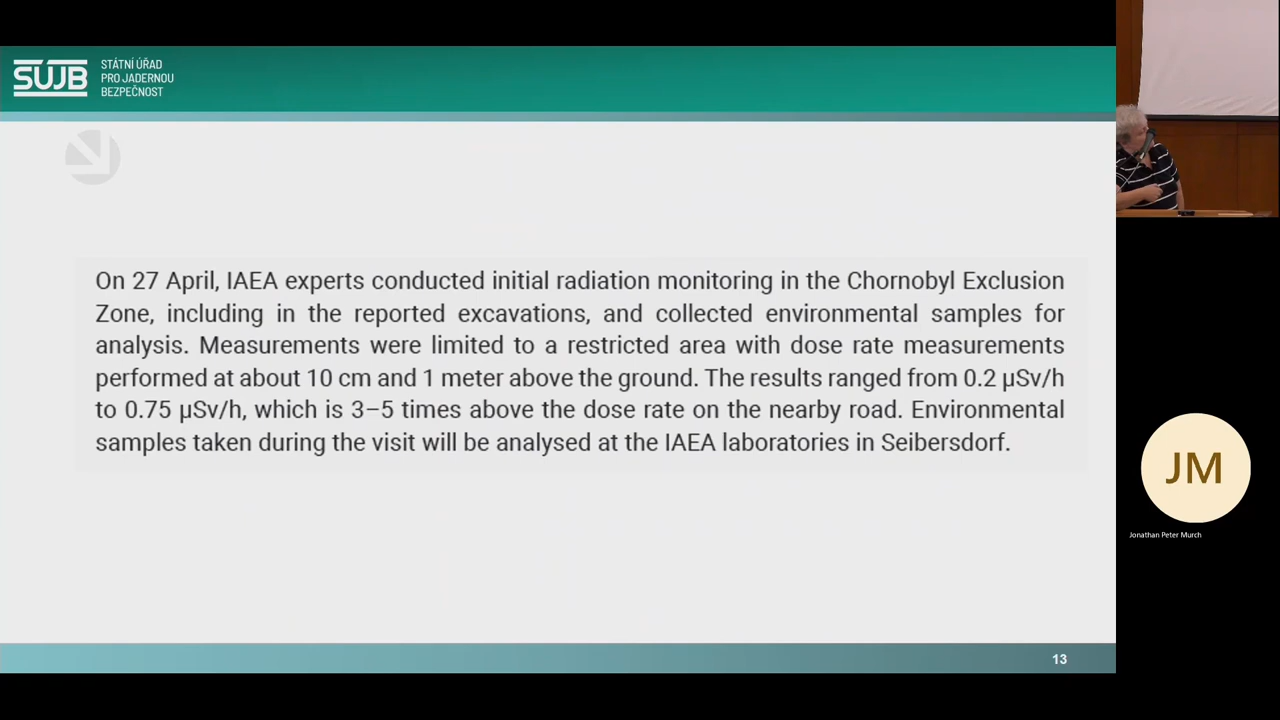 SÚJB
STÁTNÍ ÚŘAD
PRO JADERNOU
BEZPEČNOST
On 27 April, IAEA experts conducted initial radiation monitoring in the Chornobyl Exclusion
Zone, including in the reported excavations, and collected environmental samples for
analysis. Measurements were limited to a restricted area with dose rate measurements
performed at about 10 cm and 1 meter above the ground. The results ranged from 0.2 µSv/h
to 0.75 µSv/h, which is 3–5 times above the dose rate on the nearby road. Environmental
samples taken during the visit will be analysed at the IAEA laboratories in Seibersdorf.
13
JM
Jonathan Peter Murch